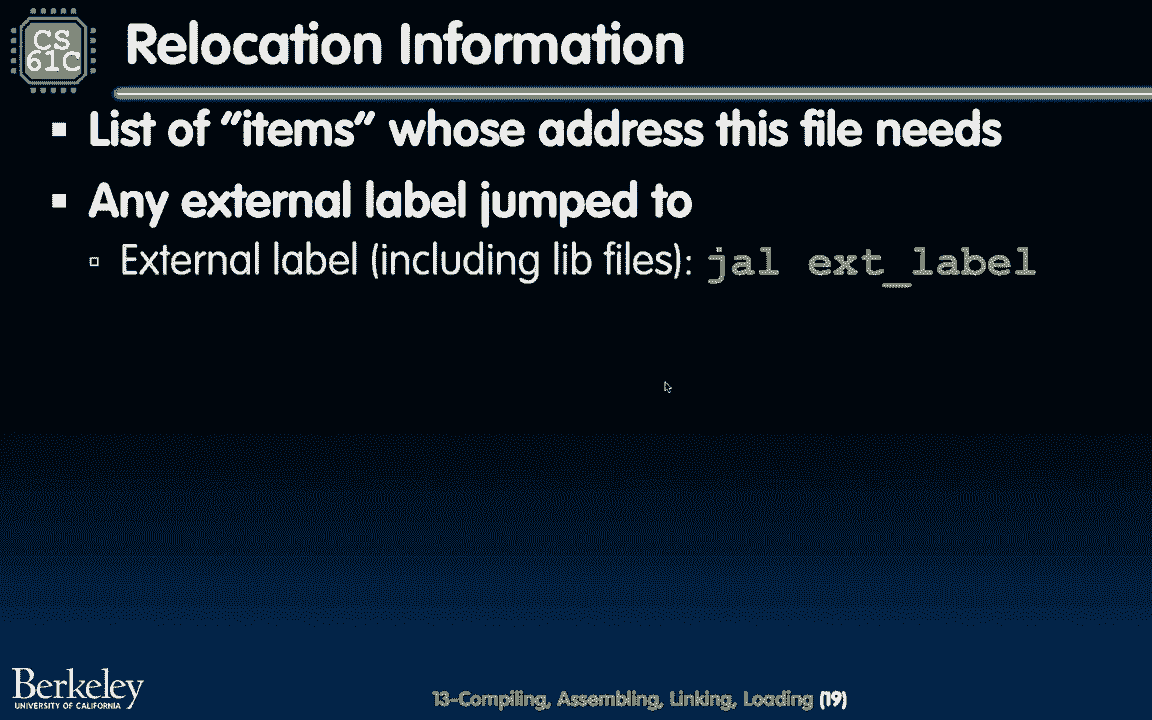 CS
61C
Relocation Information
List of “items” whose address this file needs
Any external label jumped to
External label (including lib files): jal ext_label
Berkeley
UNIVERSITY OF CALIFORNIA
13-Compiling, Assembling, Linking, Loading (19)